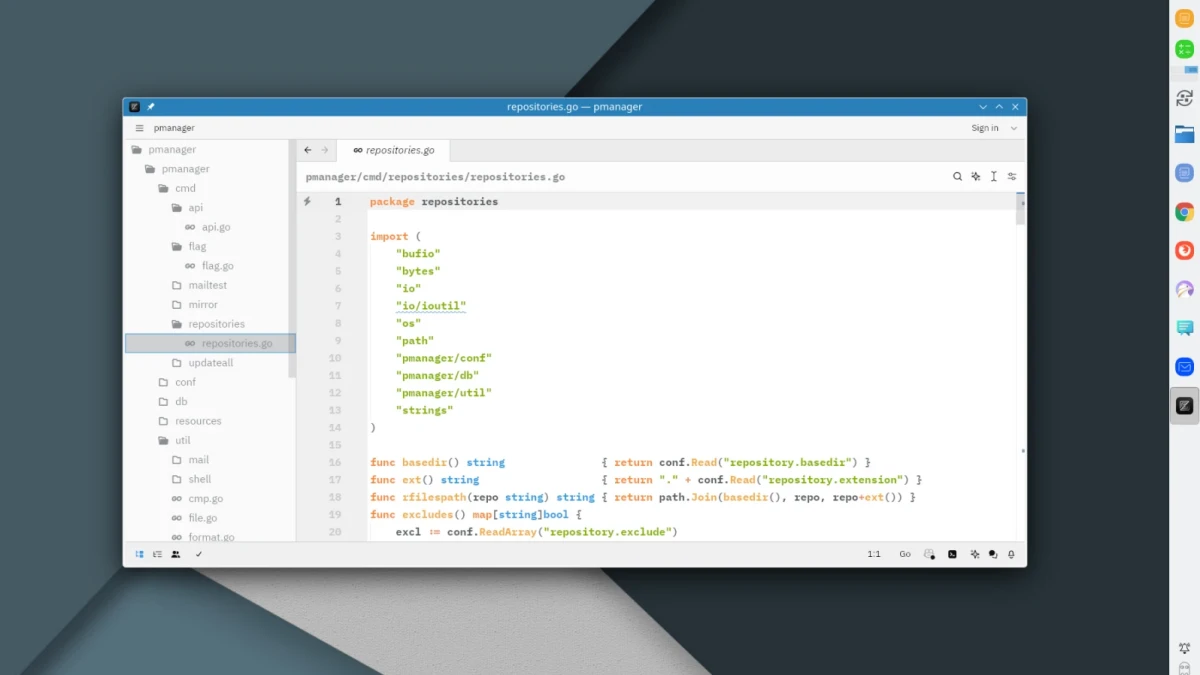 repositories.go — pmanager
pmanager
Sign in
pmanager
pmanager
cmd
api
api.go
flag
flag.go
mailtest
mirror
repositories
repositories.go
updateall
conf
db
resources
util
mail
shell
cmp.go
file.go
format.go
repositories.go
pmanager/cmd/repositories/repositories.go
1 package repositories
2
3 import (
4 "bufio"
5 "bytes"
6 "io"
7 "io/ioutil"
8 "os"
9 "path"
10 "pmanager/conf"
11 "pmanager/db"
12 "pmanager/util"
13 "strings"
14 )
15
16 func basedir() string { return conf.Read("repository.basedir") }
17 func ext() string { return "." + conf.Read("repository.extension") }
18 func rfilespath(repo string) string { return path.Join(basedir(), repo, repo+ext()) }
19 func excludes() map[string]bool {
20 excl := conf.ReadArray("repository.exclude")
1:1 Go